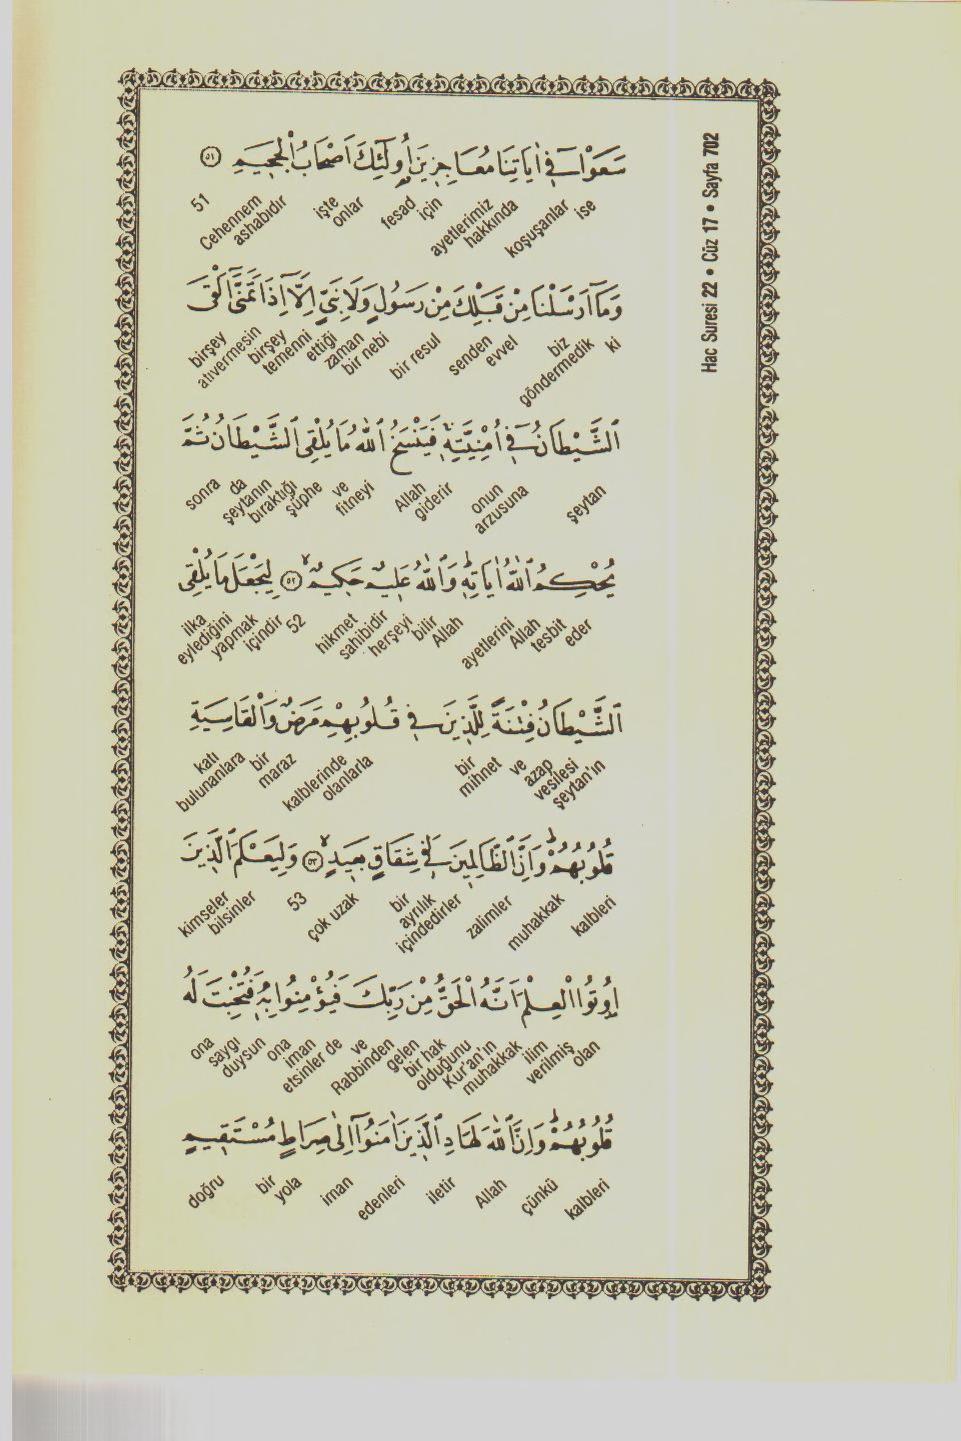 Hac Suresi 22 • Cüz 17 • Sayfa 702
سَعَوْا فِٓي اٰيَاتِنَا مُعَاجِزِينَ اُو۬لٰٓئِكَ اَصْحَابُ الْجَحِيمِ ﴿٥١﴾
ise koşuşanlar hakkında ayetlerimiz için fesad onlar işte ashabıdır Cehennem 51
وَمَٓا اَرْسَلْنَا مِنْ قَبْلِكَ مِنْ رَسُولٍ وَلَا نَبِيٍّ اِلَّٓا اِذَا تَمَنّٰٓى اَلْقَى
ki göndermedik biz evvel senden bir resul bir nebi zaman ettiği temenni birşey atıvermesin birşey
الشَّيْطَانُ فِٓي اُمْنِيَّتِهِۚ فَيَنْسَخُ اللّٰهُ مَا يُلْقِي الشَّيْطَانُ ثُمَّ
şeytan arzusuna onun giderir Allah fitneyi ve şüphe bıraktığı şeytanın da sonra
يُحْكِمُ اللّٰهُ اٰيَاتِهِۜ وَاللّٰهُ عَلِيمٌ حَكِيمٌۙ ﴿٥٢﴾ لِيَجْعَلَ مَا يُلْقِي
eder tesbit Allah ayetlerini Allah bilir herşeyi sahibidir hikmet 52 içindir yapmak eylediğini ilka
الشَّيْطَانُ فِتْنَةً لِلَّذِينَ فِي قُلُوبِهِمْ مَرَضٌ وَالْقَاسِيَةِ
şeytan'ın vesilesi azap ve mihnet bir olanlarla kalblerinde maraz bir bulunanlara katı
قُلُوبُهُمْۜ وَاِنَّ الظَّالِمِينَ لَفِي شِقَاقٍ بَعِيدٍۙ ﴿٥٣﴾ وَلِيَعْلَمَ الَّذِينَ
kalbleri muhakkak zalimler içindedirler ayrılık bir çok uzak 53 bilsinler kimseler
اُو۫تُوا الْعِلْمَ اَنَّهُ الْحَقُّ مِنْ رَبِّكَ فَيُؤْمِنُوا بِهِ فَتُخْبِتَ لَهُ
olan verilmiş ilim muhakkak Kur'an'ın olduğunu bir hak gelen Rabbinden ve etsinler de iman ona duysun saygı ona
قُلُوبُهُمْۜ وَاِنَّ اللّٰهَ لَهَادِ الَّذِينَ اٰمَنُٓوا اِلٰى صِرَاطٍ مُسْتَقِيمٍ
kalbleri çünkü Allah iletir edenleri iman yola bir doğru